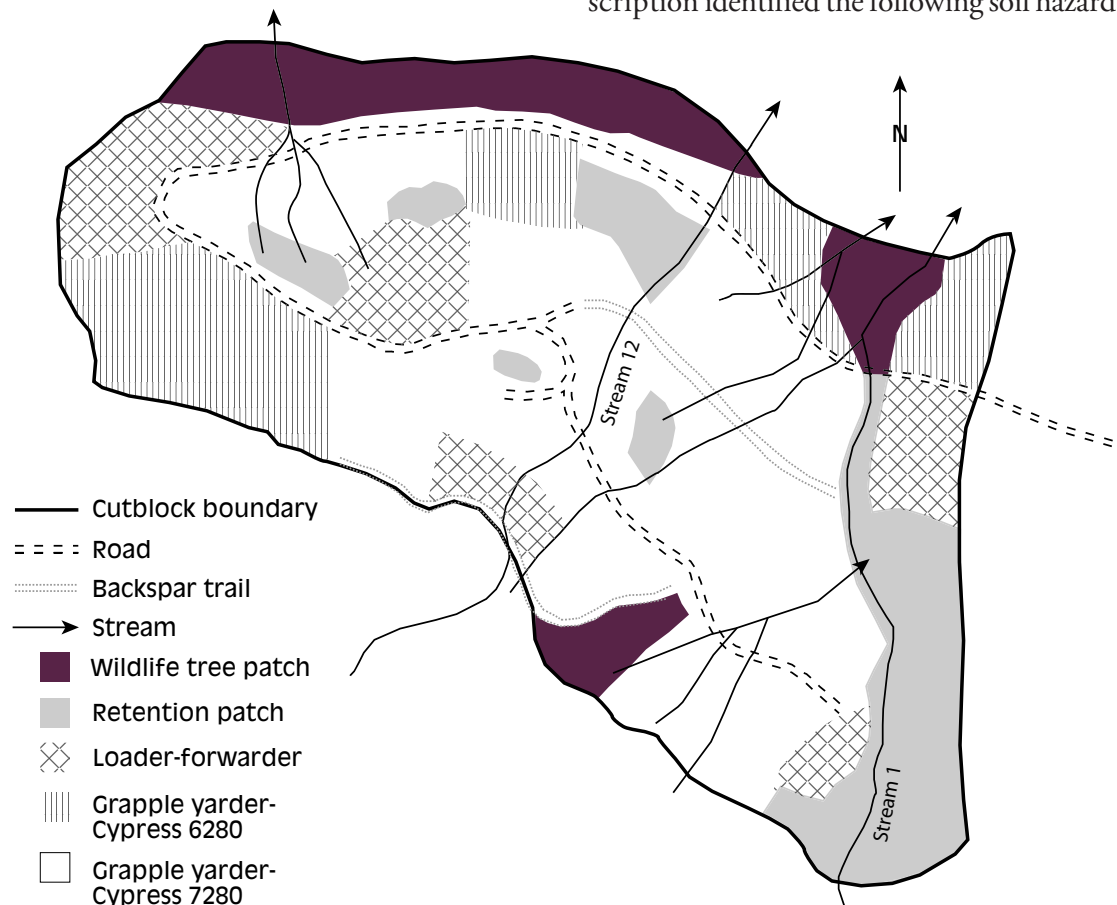 scription identified the following soil hazard
N
Stream 12
Cutblock boundary
Road
Backspar trail
Stream
Wildlife tree patch
Retention patch
Loader-forwarder
Grapple yarder-
Cypress 6280
Grapple yarder-
Cypress 7280
Stream 1